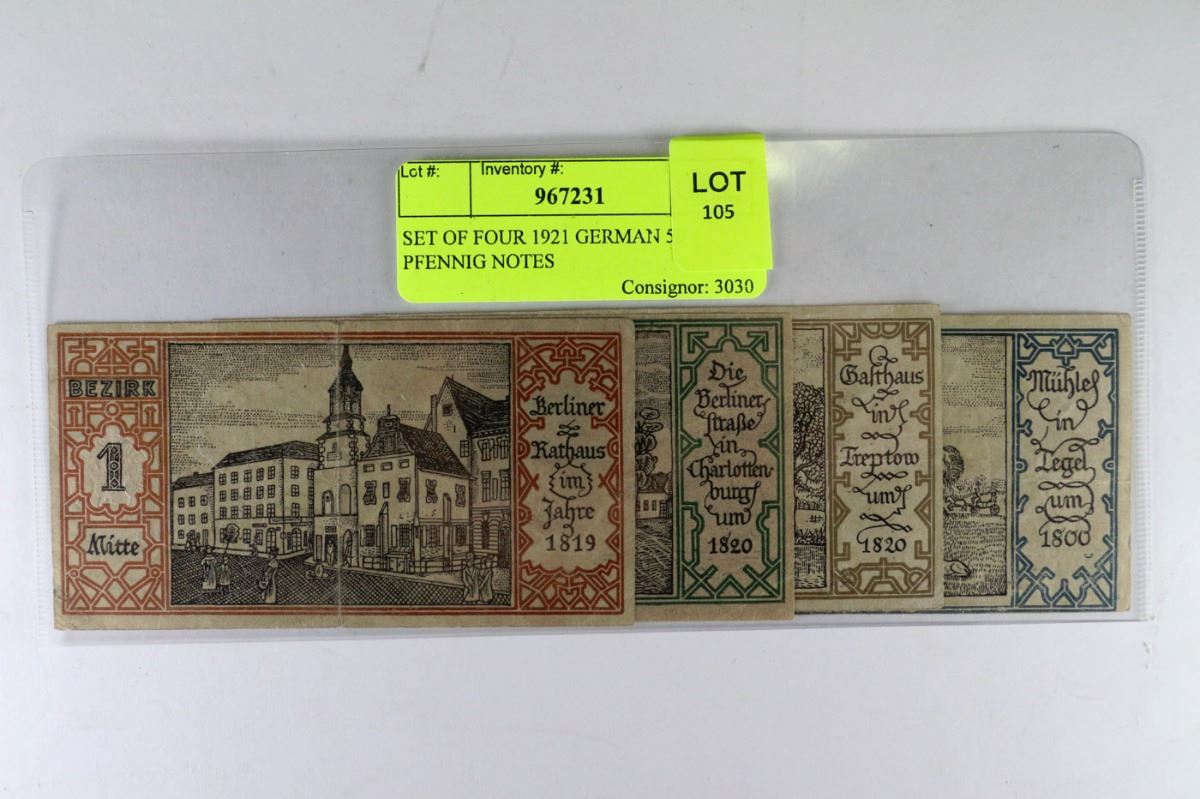 Lot #:
Inventory #:
967231
LOT
105
SET OF FOUR 1921 GERMAN 5
PFENNIG NOTES
Consignor: 3030
BEZIRK
1
Mitte
Berliner
Rathaus
im
Jahre
1819
Die
Berliner
straße
in
Charlotten
burg
um
1820
Gasthaus
in
Treptow
um
1820
Mühle
in
Tegel
um
1800